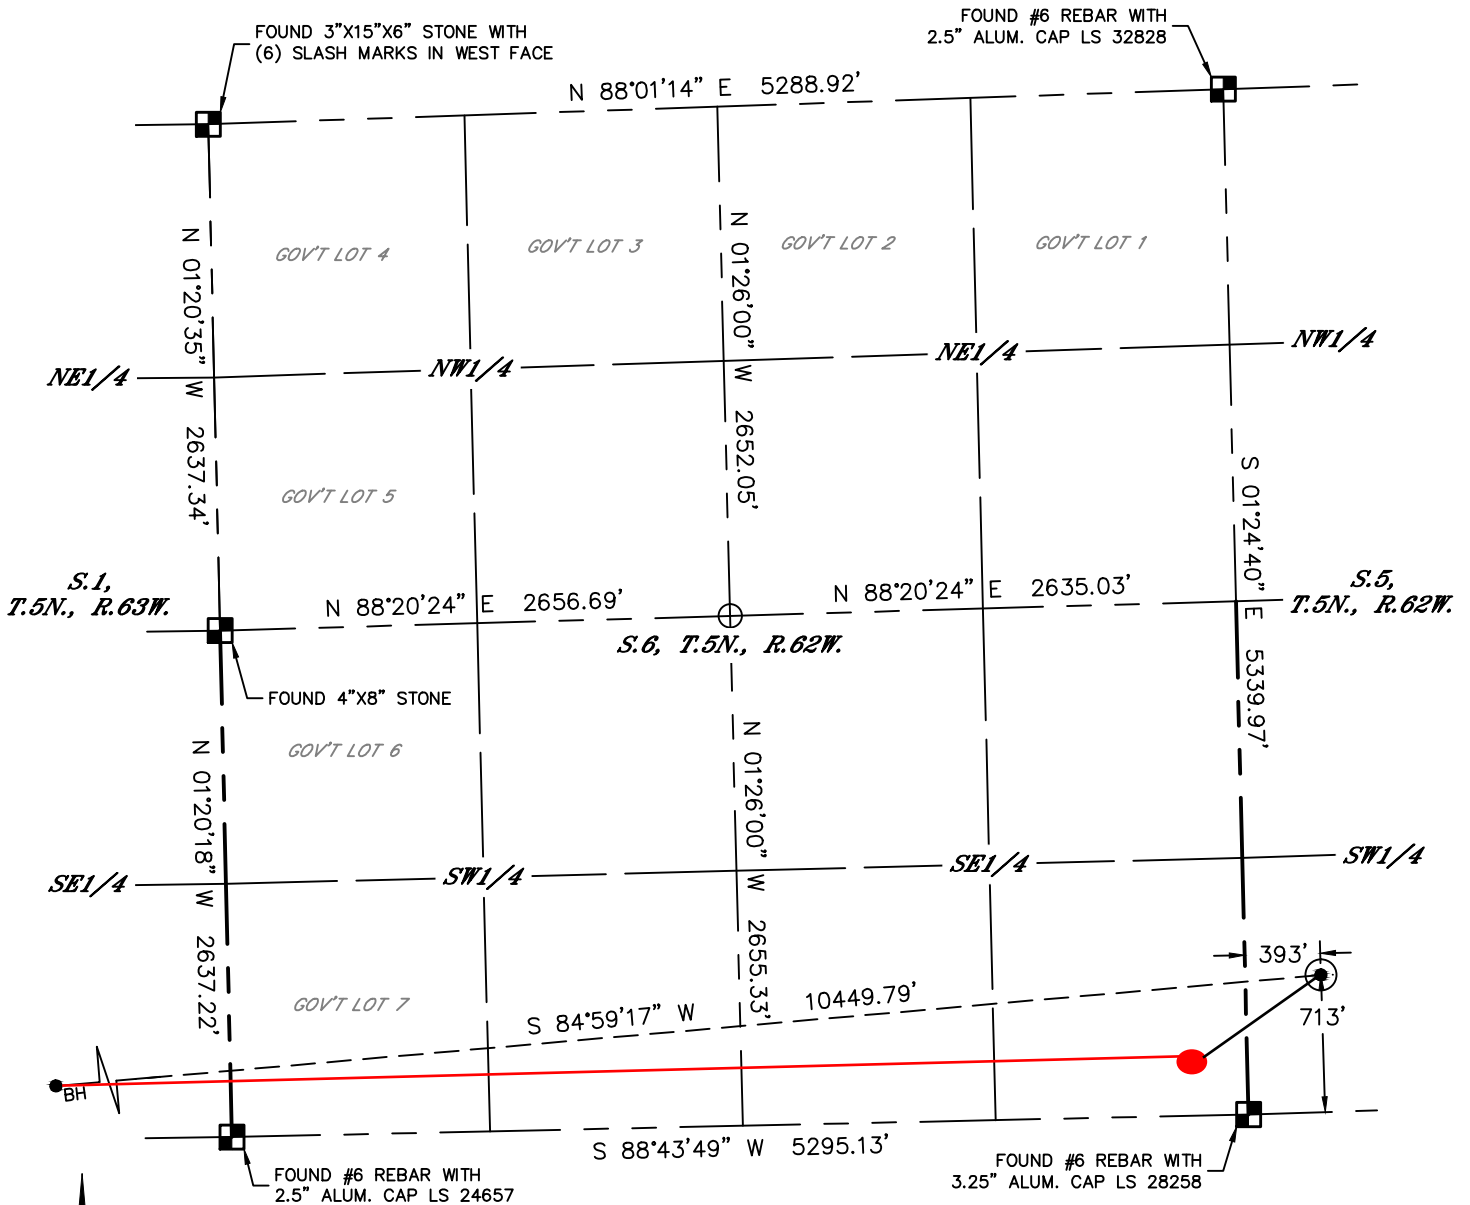 FOUND 3"X15"X6" STONE WITH
(6) SLASH MARKS IN WEST FACE
FOUND #6 REBAR WITH
2.5" ALUM. CAP LS 32828
N 88°01'14" E 5288.92'
N 01°20'35" W 2637.34'
GOV'T LOT 4
GOV'T LOT 3
N 01°26'00" W 2652.05'
GOV'T LOT 2
GOV'T LOT 1
NE1/4
NW1/4
NE1/4
NW1/4
GOV'T LOT 5
S 01°24'40" E 5339.97'
S.1,
T.5N., R.63W.
N 88°20'24" E 2656.69'
N 88°20'24" E 2635.03'
S.5,
T.5N., R.62W.
S.6, T.5N., R.62W.
FOUND 4"X8" STONE
GOV'T LOT 6
N 01°20'18" W 2637.22'
N 01°26'00" W 2655.33'
SE1/4
SW1/4
SE1/4
SW1/4
393'
GOV'T LOT 7
S 84°59'17" W 10449.79'
713'
BH
S 88°43'49" W 5295.13'
FOUND #6 REBAR WITH
2.5" ALUM. CAP LS 24657
FOUND #6 REBAR WITH
3.25" ALUM. CAP LS 28258